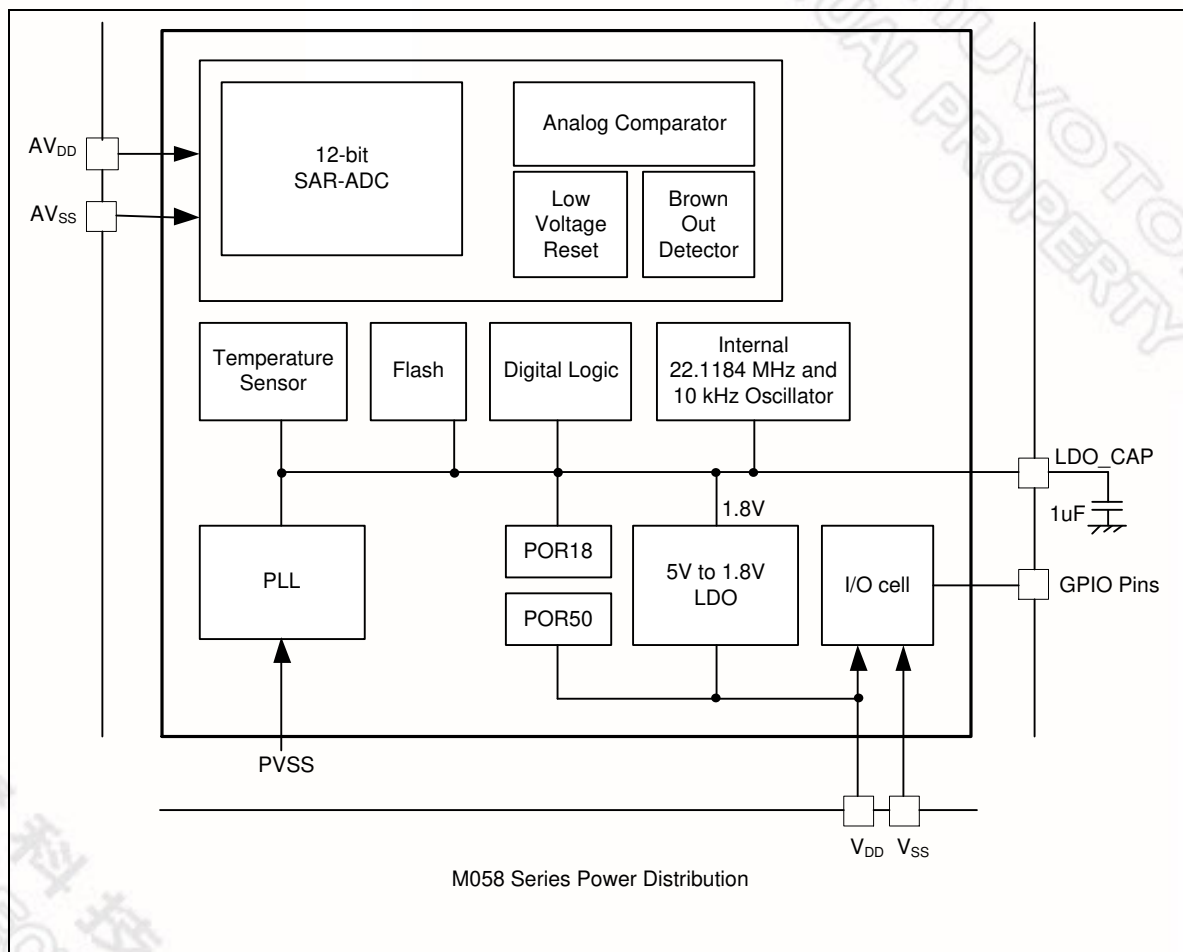 AVDD
AVSS
12-bit
SAR-ADC
Analog Comparator
Low
Voltage
Reset
Brown
Out
Detector
Temperature
Sensor
Flash
Digital Logic
Internal
22.1184 MHz and
10 kHz Oscillator
LDO_CAP
1uF
1.8V
PLL
POR18
POR50
5V to 1.8V
LDO
I/O cell
GPIO Pins
PVSS
VDD
VSS
M058 Series Power Distribution